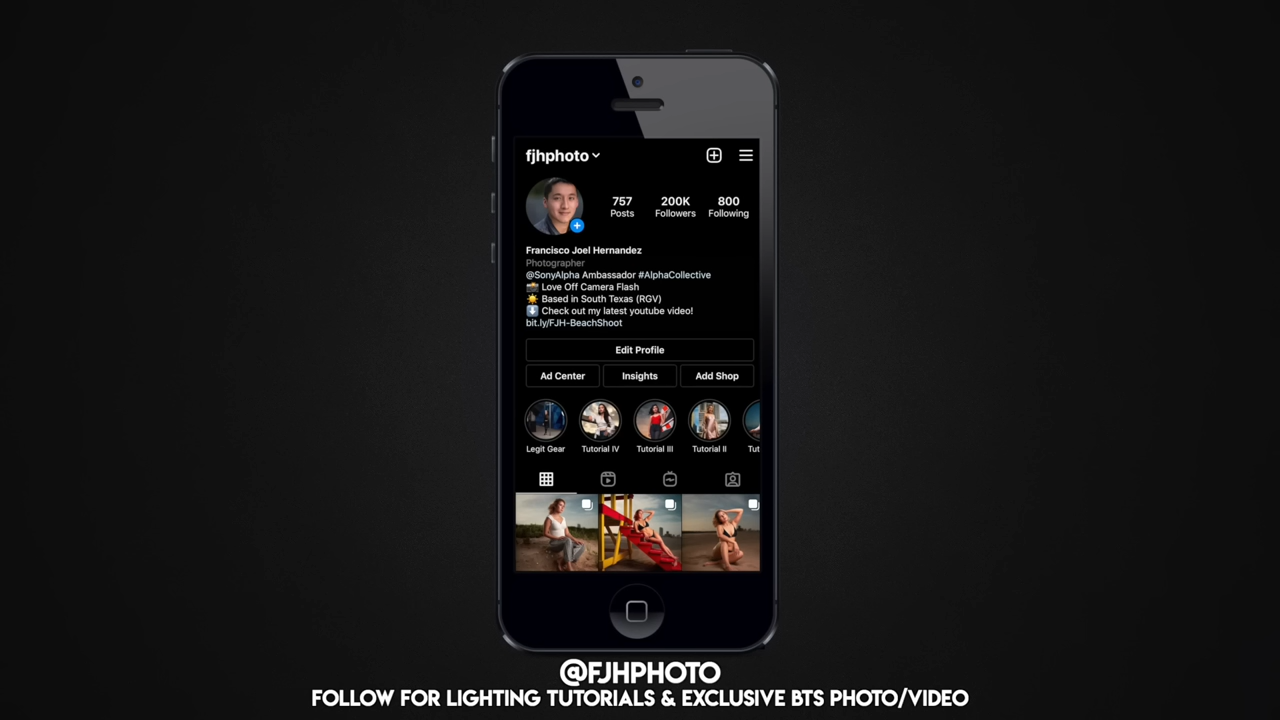 fjhphoto
757 200K 800
Posts Followers Following
Francisco Joel Hernandez
Photographer
@SonyAlpha Ambassador #AlphaCollective
📸 Love Off Camera Flash
☀️ Based in South Texas (RGV)
⬇️ Check out my latest youtube video!
bit.ly/FJH-BeachShoot
Edit Profile
Ad Center Insights Add Shop
Legit Gear Tutorial IV Tutorial III Tutorial II Tut
@FJHPHOTO
FOLLOW FOR LIGHTING TUTORIALS & EXCLUSIVE BTS PHOTO/VIDEO